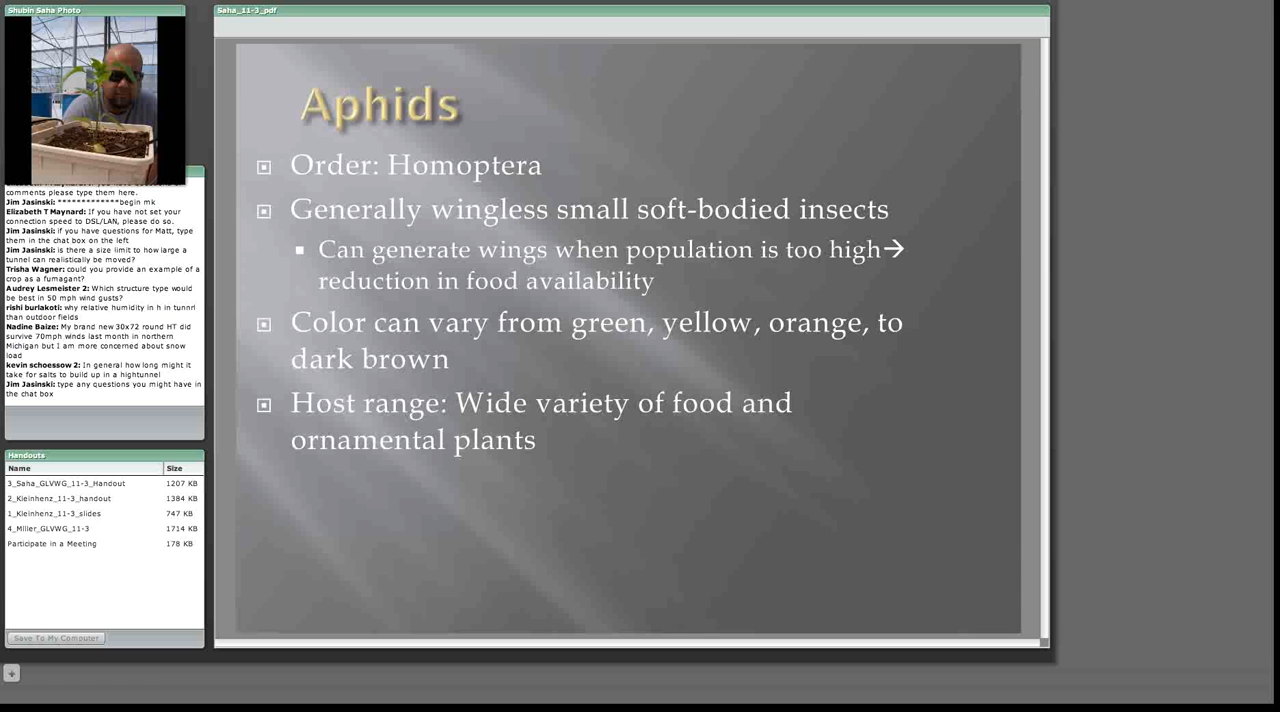 Shubin Saha Photo
comments please type them here.
Jim Jasinski: *************begin mk
Elizabeth T Maynard: If you have not set your
connection speed to DSL/LAN, please do so.
Jim Jasinski: if you have questions for Matt, type
them in the chat box on the left
Jim Jasinski: is there a size limit to how large a
tunnel can realistically be moved?
Trisha Wagner: could you provide an example of a
crop as a fumagant?
Audrey Lesmeister 2: Which structure type would
be best in 50 mph wind gusts?
rishi burlakoti: why relative humidity in h in tunnrl
than outdoor fields
Nadine Baize: My brand new 30x72 round HT did
survive 70mph winds last month in northern
Michigan but I am more concerned about snow
load
kevin schoessow 2: In general how long might it
take for salts to build up in a hightunnel
Jim Jasinski: type any questions you might have in
the chat box
Handouts
Name Size
3_Saha_GLVWG_11-3_Handout 1207 KB
2_Kleinhenz_11-3_handout 1384 KB
1_Kleinhenz_11-3_slides 747 KB
4_Miller_GLVWG_11-3 1714 KB
Participate in a Meeting 178 KB
Save To My Computer
Saha_11-3_pdf
Aphids
Order: Homoptera
Generally wingless small soft-bodied insects
Can generate wings when population is too high→
reduction in food availability
Color can vary from green, yellow, orange, to
dark brown
Host range: Wide variety of food and
ornamental plants